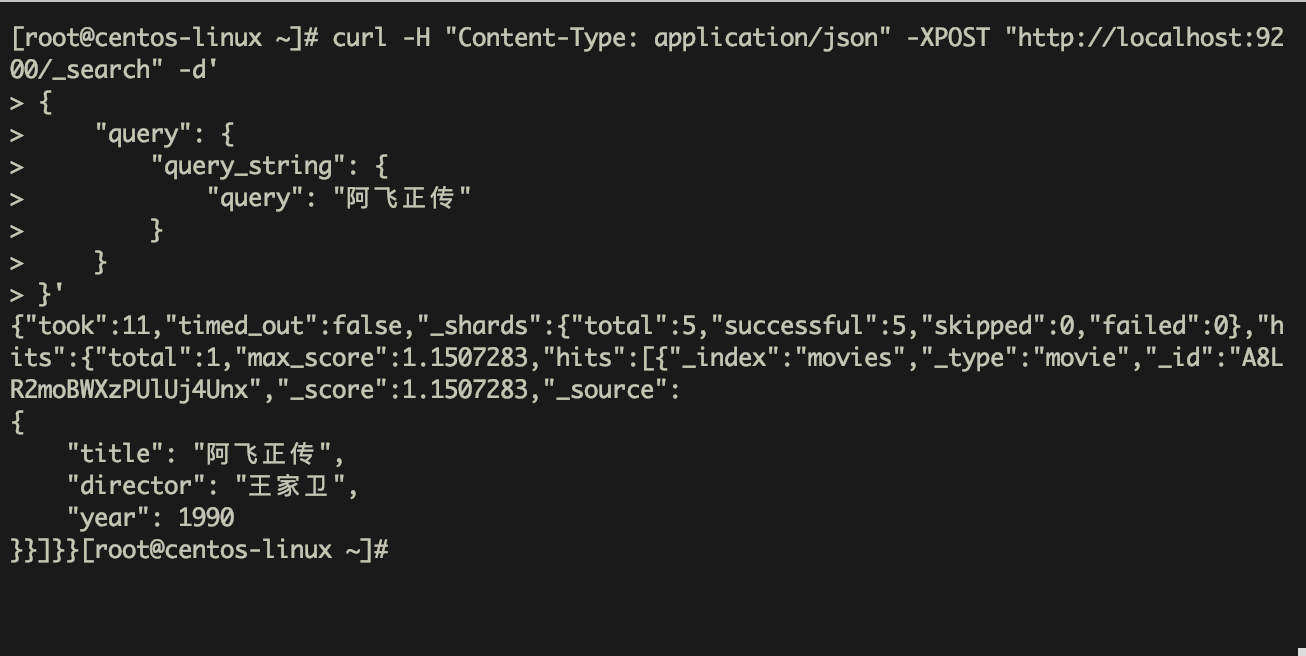 [root@centos-linux ~]# curl -H "Content-Type: application/json" -XPOST "http://localhost:92
00/_search" -d'
> {
>     "query": {
>         "query_string": {
>             "query": "阿飞正传"
>         }
>     }
> }'
{"took":11,"timed_out":false,"_shards":{"total":5,"successful":5,"skipped":0,"failed":0},"h
its":{"total":1,"max_score":1.1507283,"hits":[{"_index":"movies","_type":"movie","_id":"A8L
R2moBWXzPUlUj4Unx","_score":1.1507283,"_source":
{
    "title": "阿飞正传",
    "director": "王家卫",
    "year": 1990
}}]}}[root@centos-linux ~]#